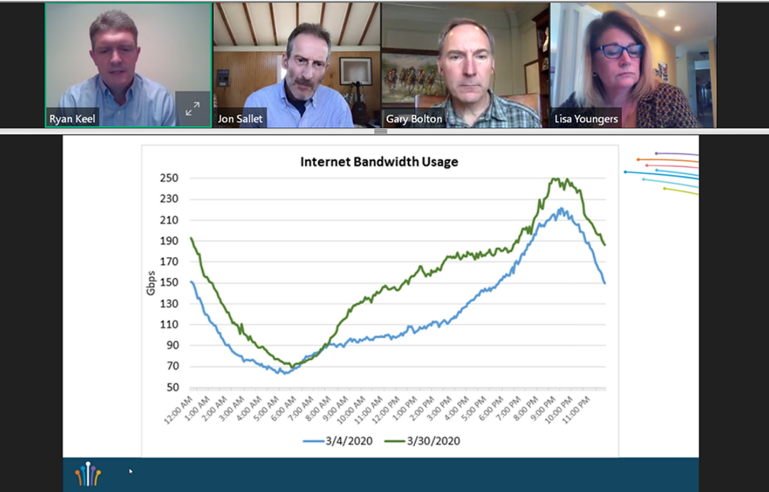 Ryan Keel
Jon Sallet
Gary Bolton
Lisa Youngers
Internet Bandwidth Usage
Gbps
250
230
210
190
170
150
130
110
90
70
50
12:00 AM
1:00 AM
2:00 AM
3:00 AM
4:00 AM
5:00 AM
6:00 AM
7:00 AM
8:00 AM
9:00 AM
10:00 AM
11:00 AM
12:00 PM
1:00 PM
2:00 PM
3:00 PM
4:00 PM
5:00 PM
6:00 PM
7:00 PM
8:00 PM
9:00 PM
10:00 PM
11:00 PM
3/4/2020
3/30/2020